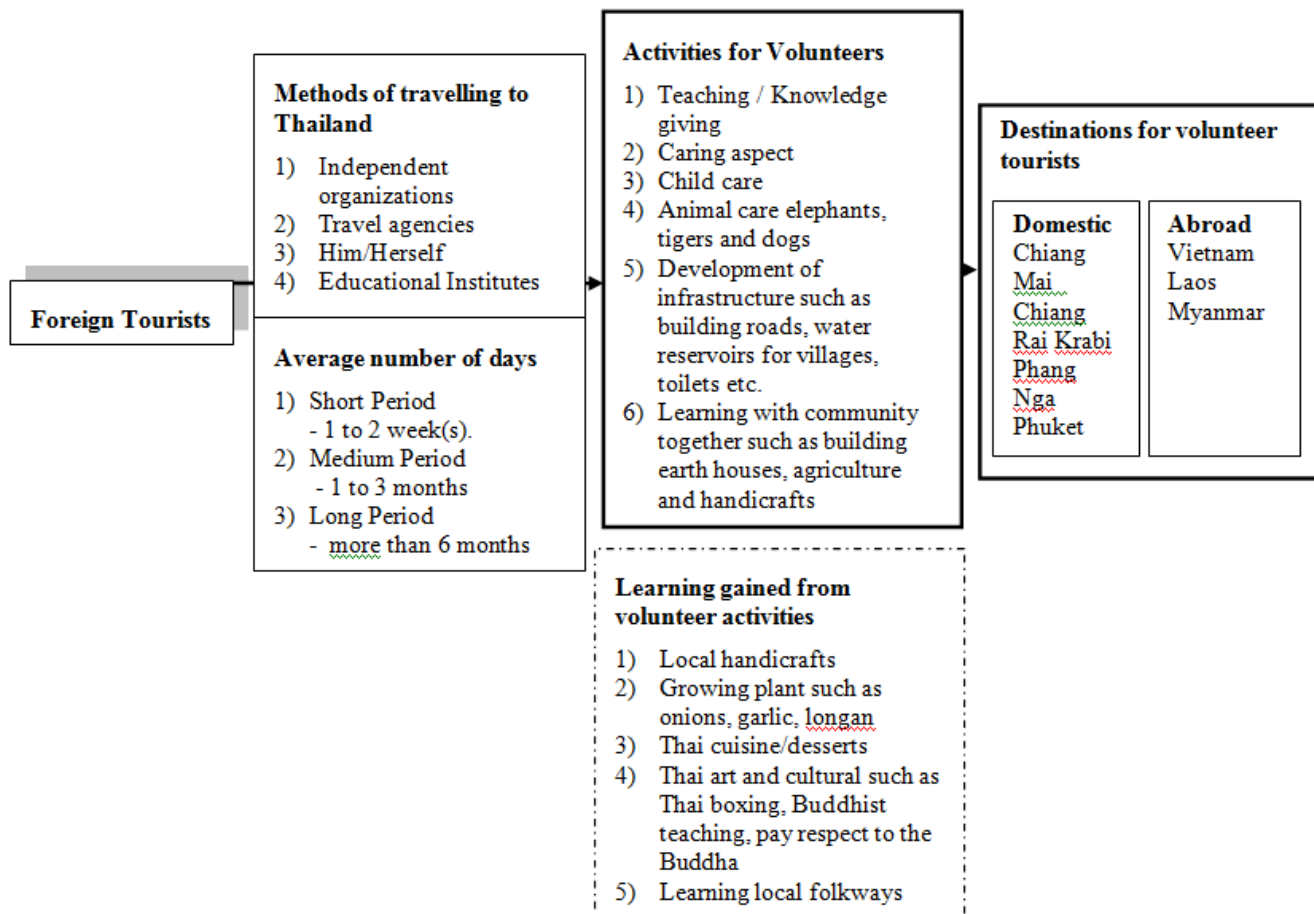 Foreign Tourists
Methods of travelling to
Thailand
1) Independent
organizations
2) Travel agencies
3) Him/Herself
4) Educational Institutes
Average number of days
1) Short Period
- 1 to 2 week(s).
2) Medium Period
- 1 to 3 months
3) Long Period
- more than 6 months
Activities for Volunteers
1) Teaching / Knowledge
giving
2) Caring aspect
3) Child care
4) Animal care elephants,
tigers and dogs
5) Development of
infrastructure such as
building roads, water
reservoirs for villages,
toilets etc.
6) Learning with community
together such as building
earth houses, agriculture
and handicrafts
Learning gained from
volunteer activities
1) Local handicrafts
2) Growing plant such as
onions, garlic, longan
3) Thai cuisine/desserts
4) Thai art and cultural such as
Thai boxing, Buddhist
teaching, pay respect to the
Buddha
5) Learning local folkways
Destinations for volunteer
tourists
Domestic
Chiang
Mai
Chiang
Rai Krabi
Phang
Nga
Phuket
Abroad
Vietnam
Laos
Myanmar